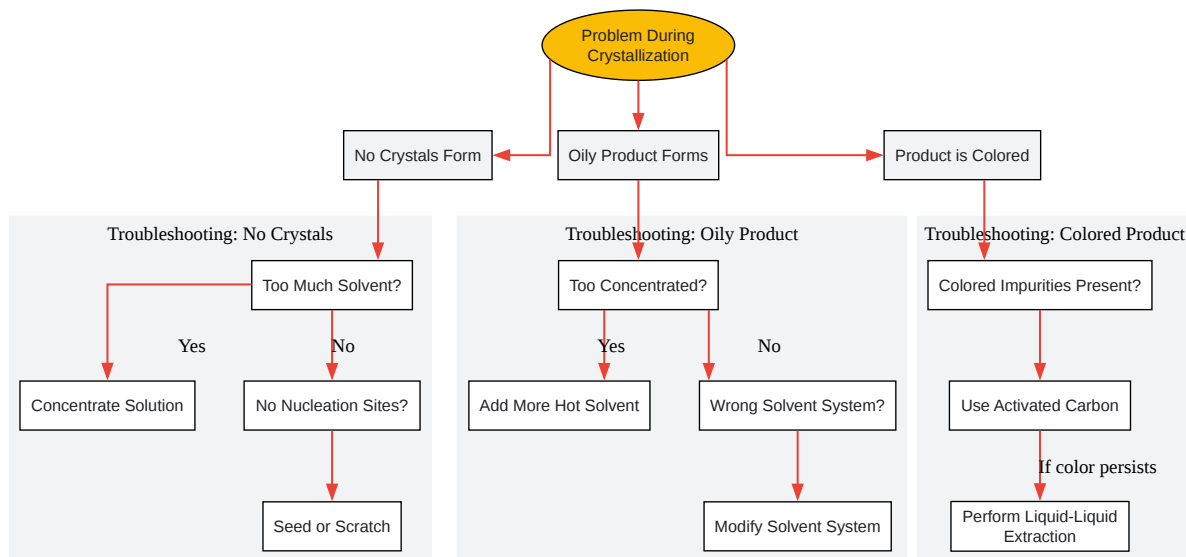 Problem During
Crystallization
No Crystals Form
Oily Product Forms
Product is Colored
Troubleshooting: No Crystals
Troubleshooting: Oily Product
Troubleshooting: Colored Product
Too Much Solvent?
Too Concentrated?
Colored Impurities Present?
Yes
No
Yes
No
Concentrate Solution
No Nucleation Sites?
Add More Hot Solvent
Wrong Solvent System?
Use Activated Carbon
If color persists
Seed or Scratch
Modify Solvent System
Perform Liquid-Liquid
Extraction